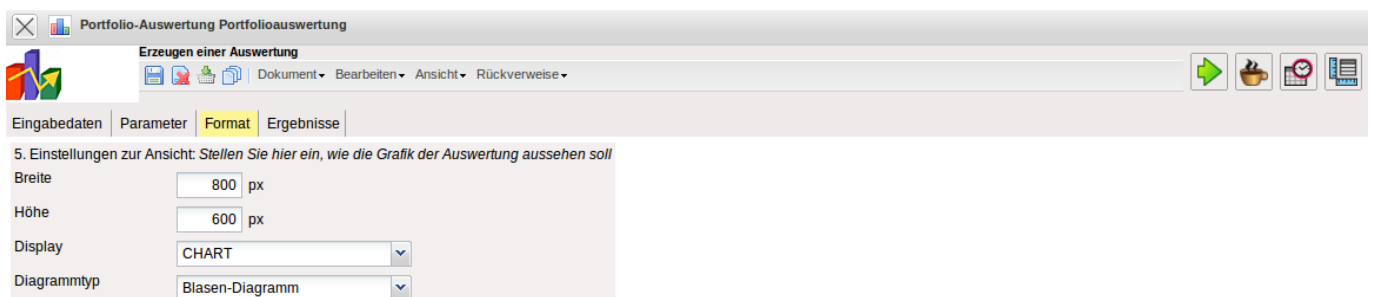 Portfolio-Auswertung Portfolioauswertung
Erzeugen einer Auswertung
Dokument Bearbeiten Ansicht Rückverweise
Eingabedaten Parameter Format Ergebnisse
5. Einstellungen zur Ansicht: Stellen Sie hier ein, wie die Grafik der Auswertung aussehen soll
Breite 800 px
Höhe 600 px
Display CHART
Diagrammtyp Blasen-Diagramm